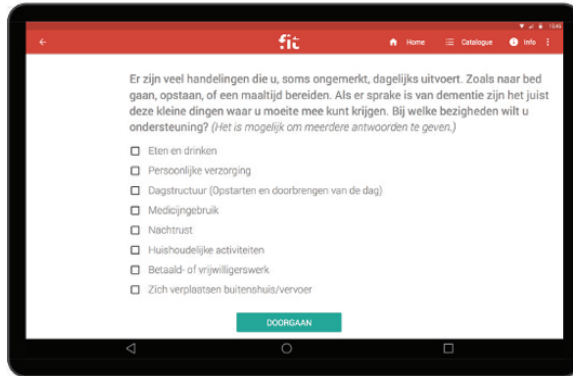 15:45
fit
Home
Catalogue
Info
Er zijn veel handelingen die u, soms ongemerkt, dagelijks uitvoert. Zoals naar bed
gaan, opstaan, of een maaltijd bereiden. Als er sprake is van dementie zijn het juist
deze kleine dingen waar u moeite mee kunt krijgen. Bij welke bezigheden wilt u
ondersteuning? (Het is mogelijk om meerdere antwoorden te geven.)
Eten en drinken
Persoonlijke verzorging
Dagstructuur (Opstarten en doorbrengen van de dag)
Medicijngebruik
Nachtrust
Huishoudelijke activiteiten
Betaald- of vrijwilligerswerk
Zich verplaatsen buitenshuis/vervoer
DOORGAAN